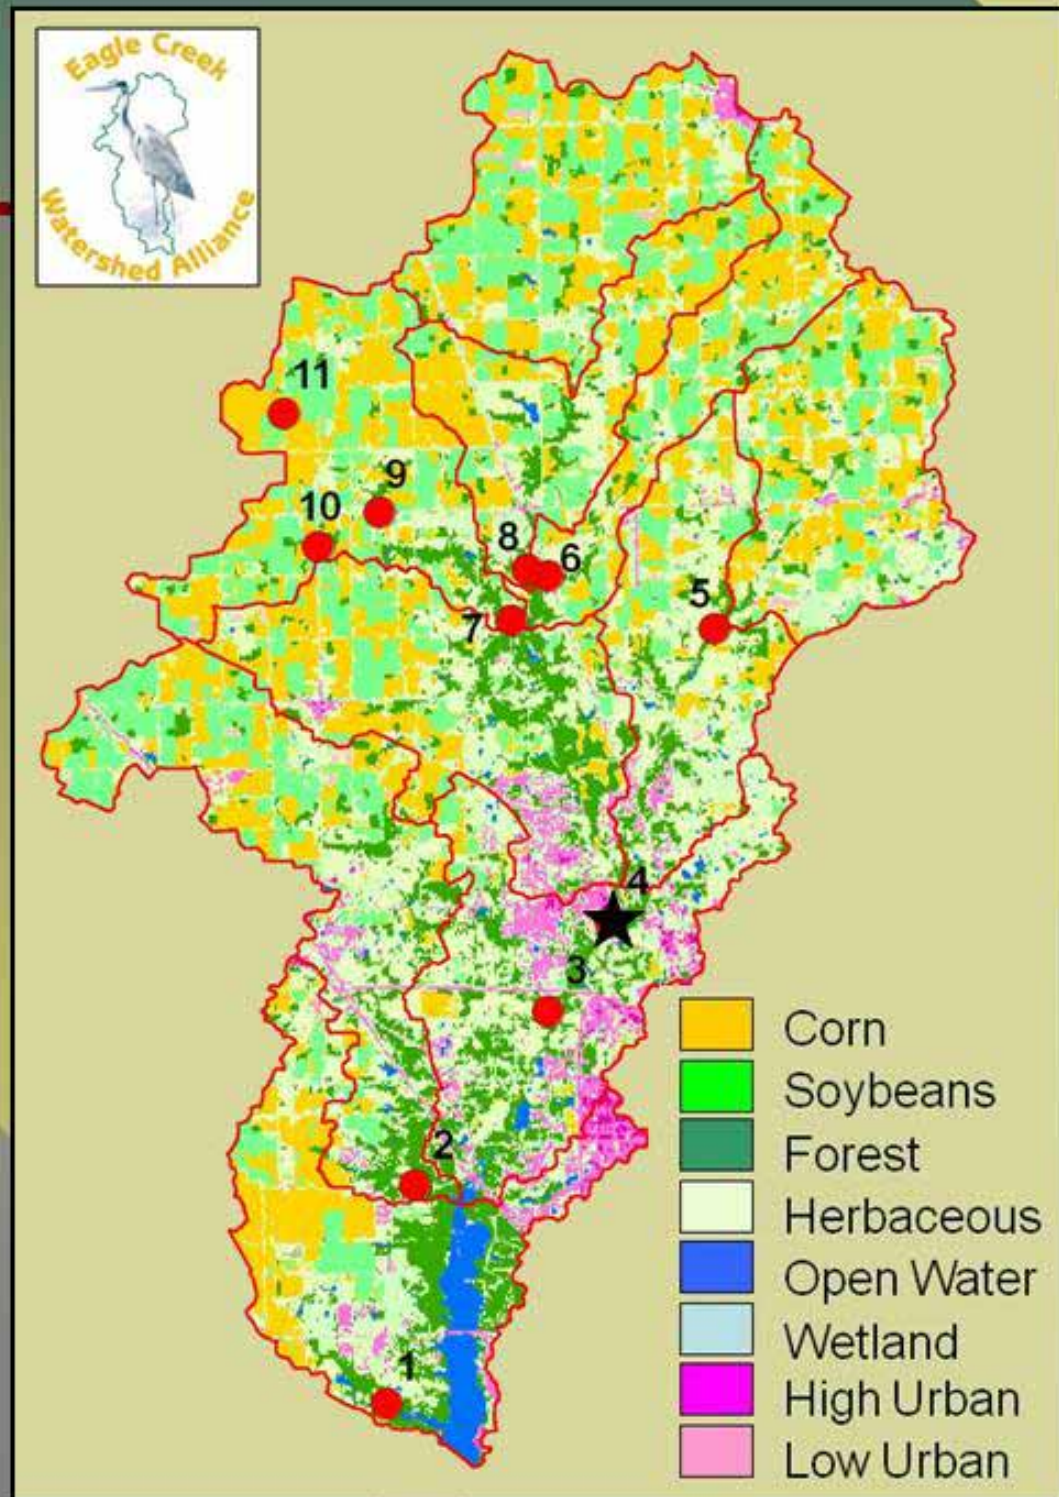 Eagle Creek
Watershed Alliance
11
9
10
8
6
5
7
4
3
2
1
Corn
Soybeans
Forest
Herbaceous
Open Water
Wetland
High Urban
Low Urban